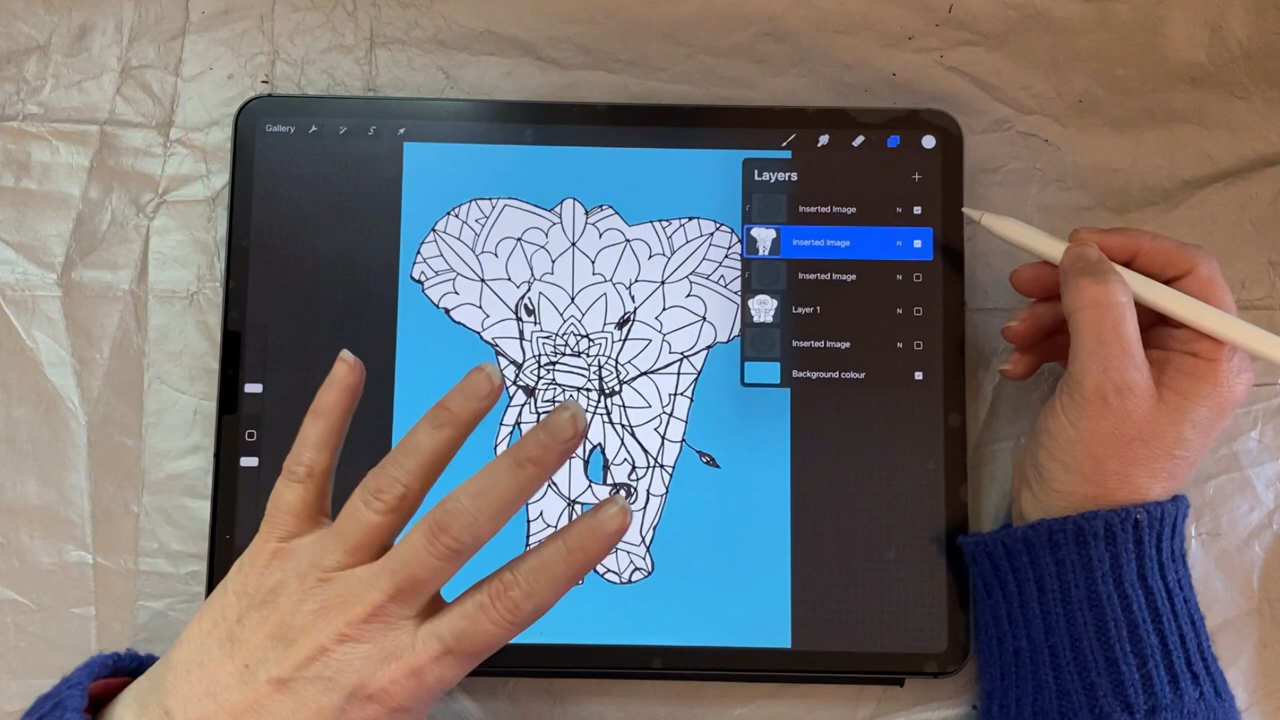 Gallery
Layers
Inserted Image N
Inserted Image N
Inserted Image N
Layer 1 N
Inserted Image N
Background colour